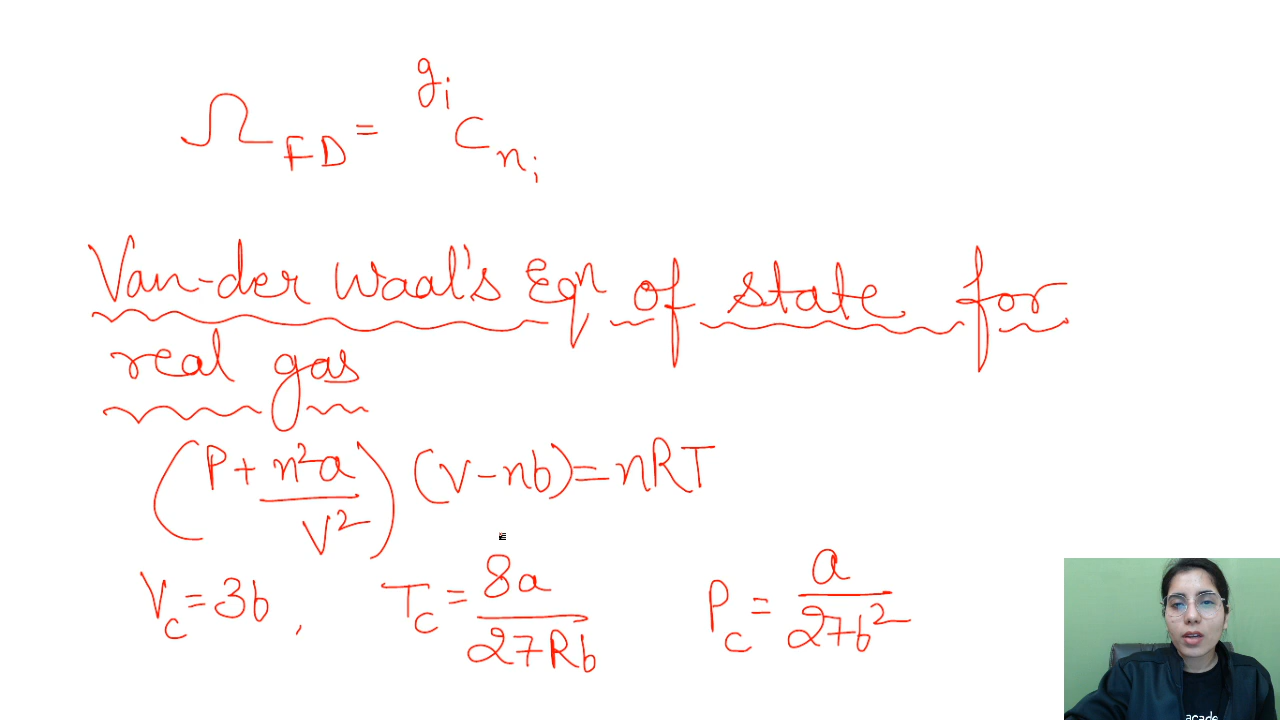 Ω_FD = ^{g_i}C_{n_i}
Van-der Waal's Eqn of state for
real gas
(P + n²a/V²) (V - nb) = nRT
V_c = 3b, T_c = 8a/27Rb P_c = a/27b²
acade